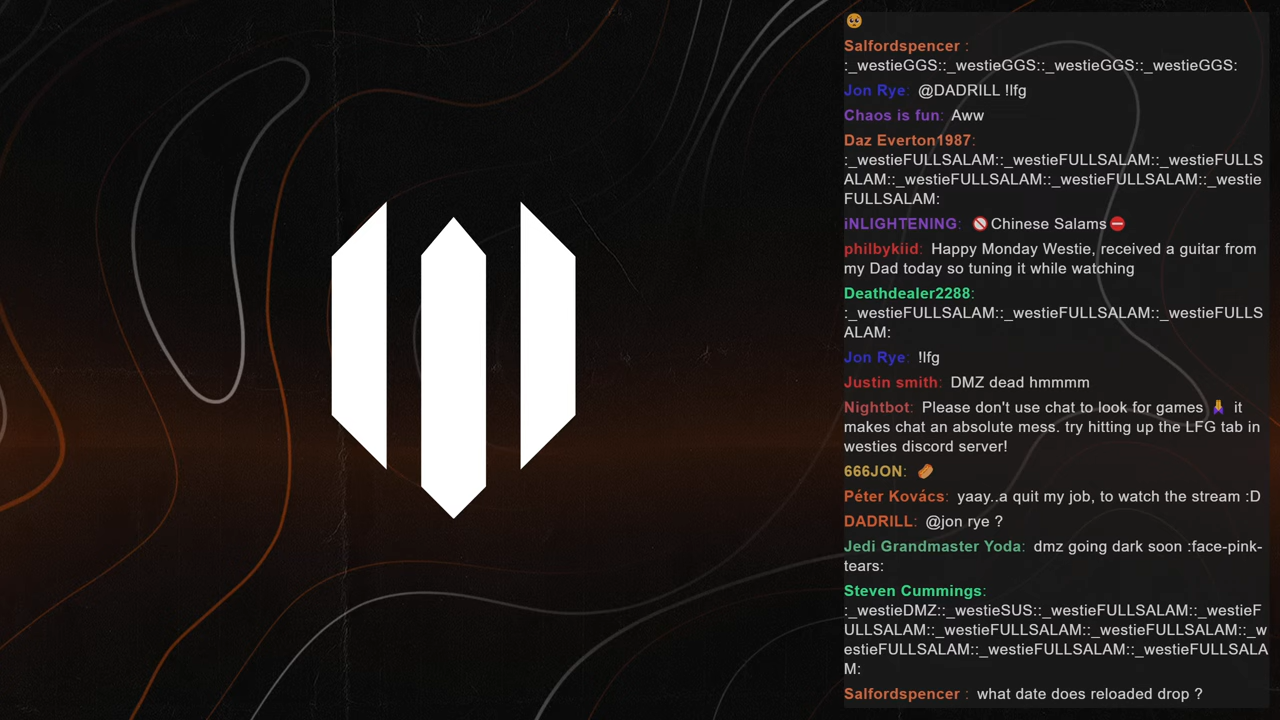 Salfordspencer :
:_westieGGS::_westieGGS::_westieGGS::_westieGGS:
Jon Rye: @DADRILL !lfg
Chaos is fun: Aww
Daz Everton1987:
:_westieFULLSALAM::_westieFULLSALAM::_westieFULLS
ALAM::_westieFULLSALAM::_westieFULLSALAM::_westie
FULLSALAM:
iNLIGHTENING: 🚫Chinese Salams⛔
philbykiid: Happy Monday Westie, received a guitar from
my Dad today so tuning it while watching
Deathdealer2288:
:_westieFULLSALAM::_westieFULLSALAM::_westieFULLS
ALAM:
Jon Rye: !lfg
Justin smith: DMZ dead hmmmm
Nightbot: Please don't use chat to look for games 🙏 it
makes chat an absolute mess. try hitting up the LFG tab in
westies discord server!
666JON: 🥔
Péter Kovács: yaay..a quit my job, to watch the stream :D
DADRILL: @jon rye ?
Jedi Grandmaster Yoda: dmz going dark soon :face-pink-
tears:
Steven Cummings:
:_westieDMZ::_westieSUS::_westieFULLSALAM::_westieF
ULLSALAM::_westieFULLSALAM::_westieFULLSALAM::_w
estieFULLSALAM::_westieFULLSALAM::_westieFULLSALA
M:
Salfordspencer : what date does reloaded drop ?